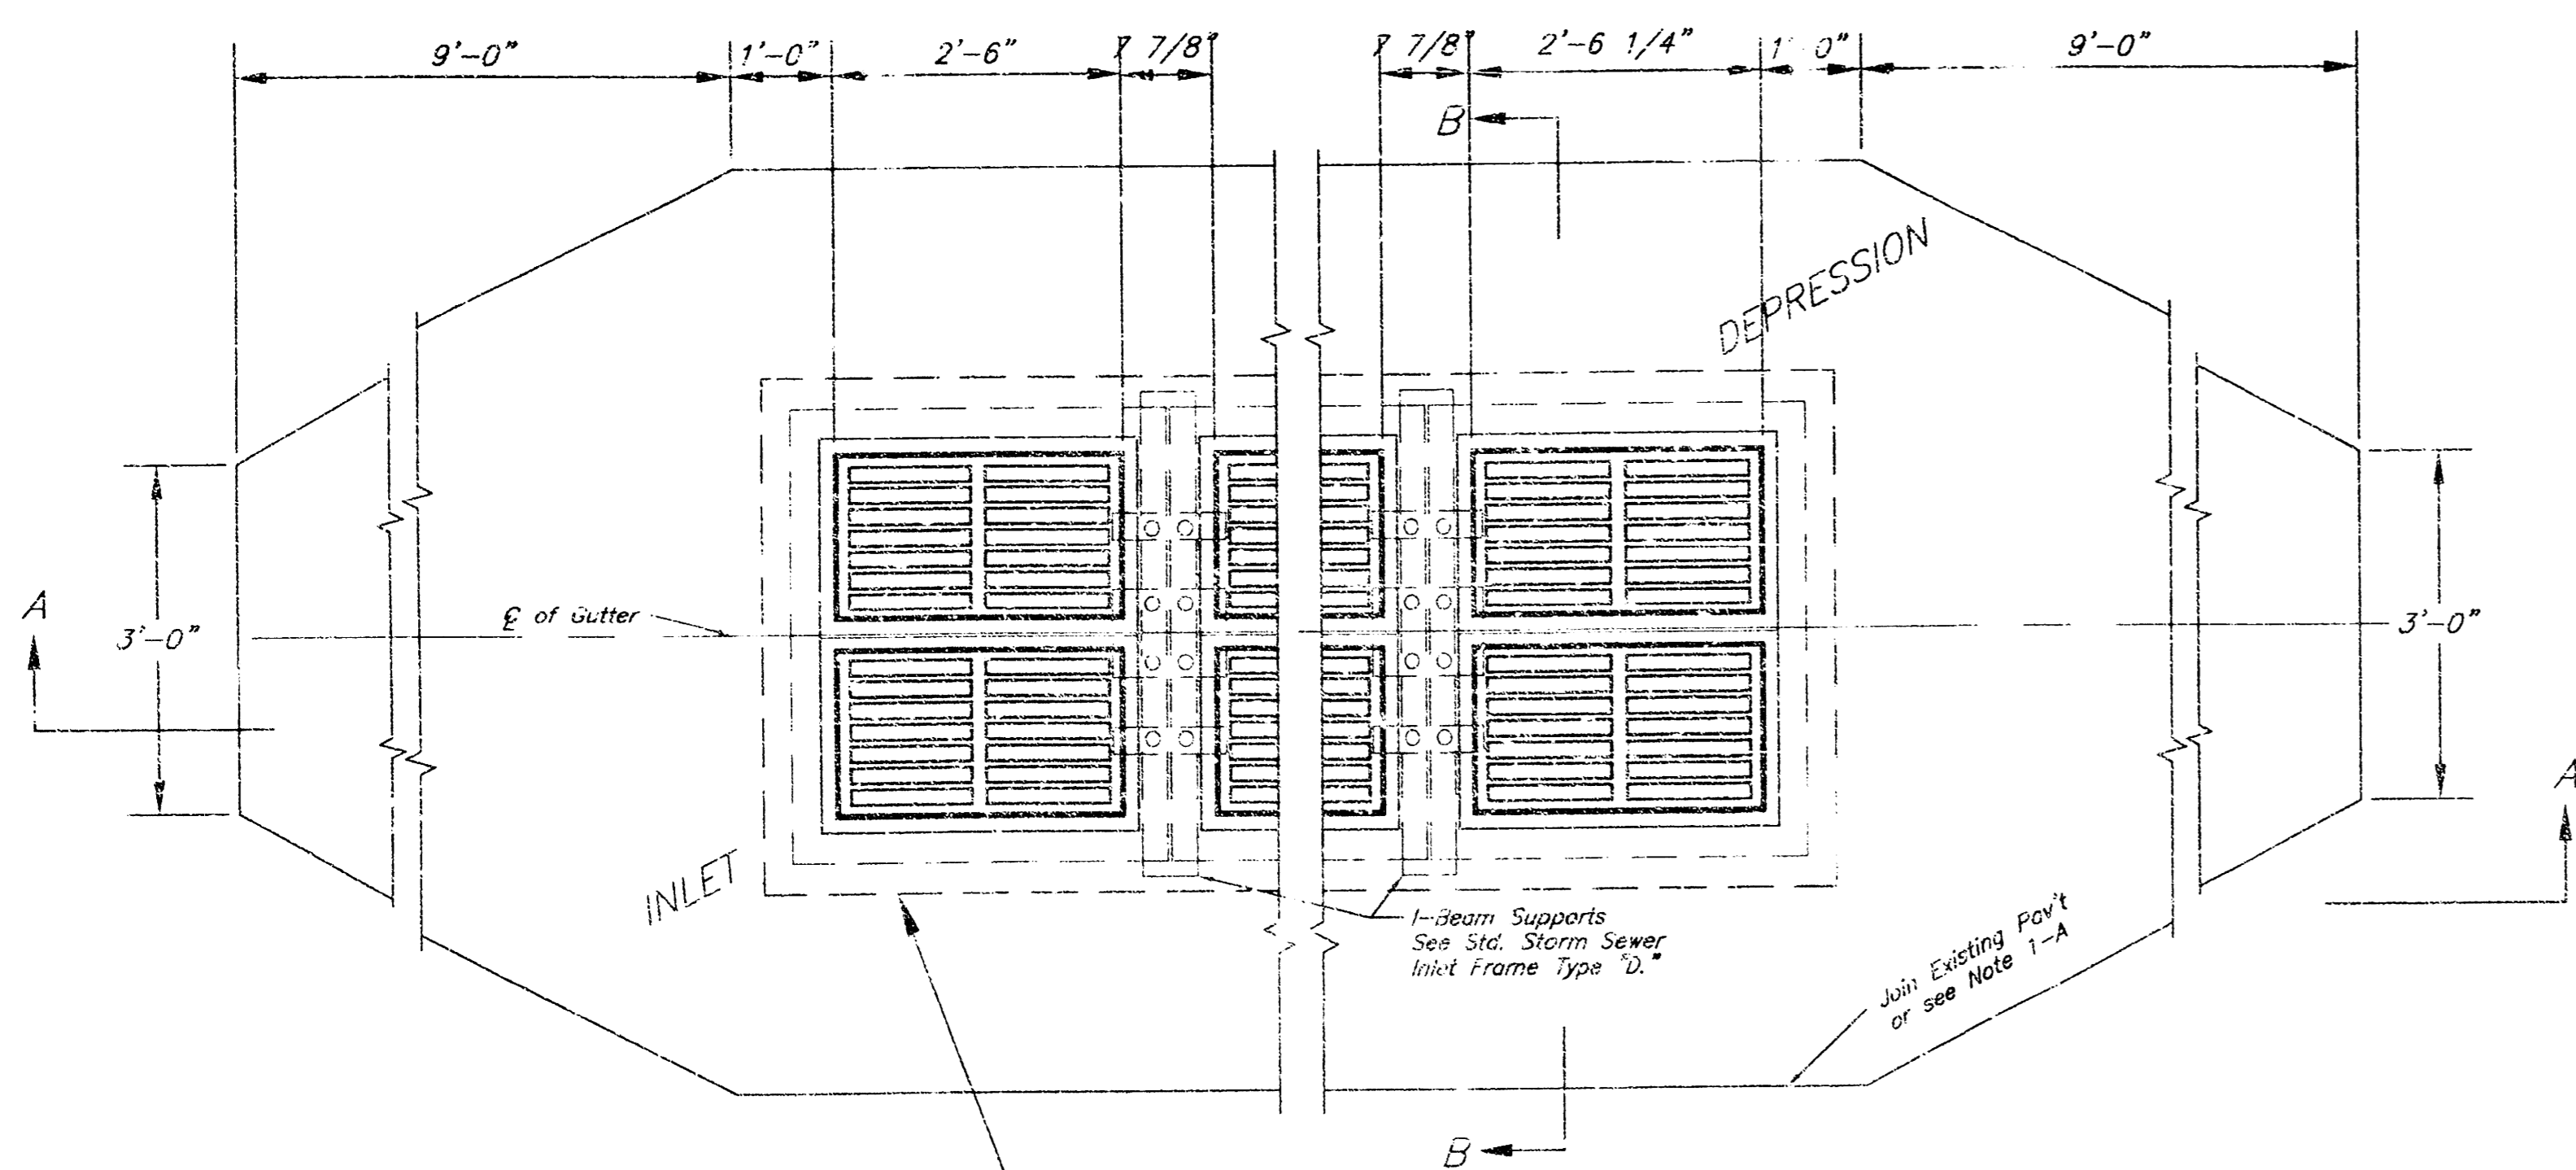 9'-0"
1'-0"
2'-6"
7 7/8"
7 7/8"
2'-6 1/4"
1'-0"
9'-0"
B
DEPRESSION
A
3'-0"
℄ of Gutter
3'-0"
A
INLET
I-Beam Supports
See Std. Storm Sewer
Inlet Frame Type "D."
Join Existing Pav't
or see Note 1-A
B